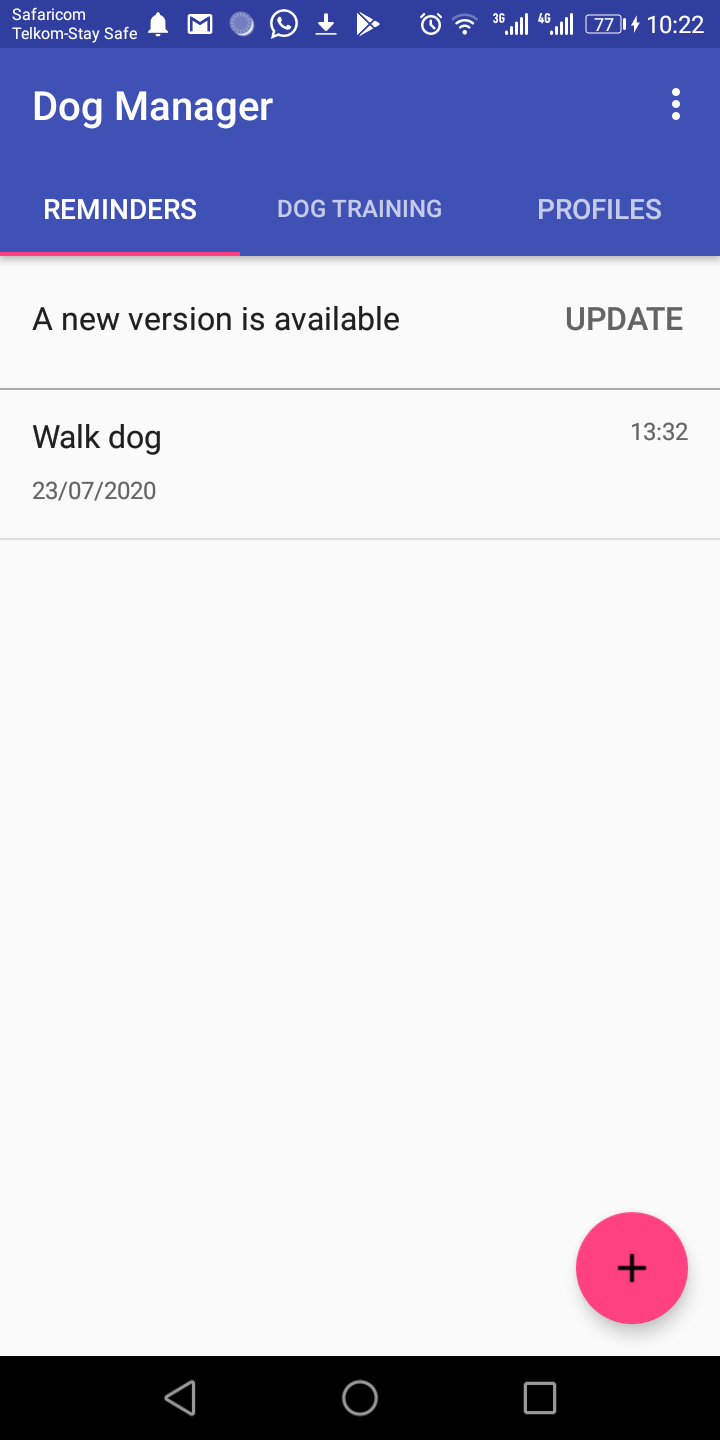 Safaricom
Telkom-Stay Safe
3G 4G 77 10:22
Dog Manager
REMINDERS DOG TRAINING PROFILES
A new version is available UPDATE
Walk dog 13:32
23/07/2020